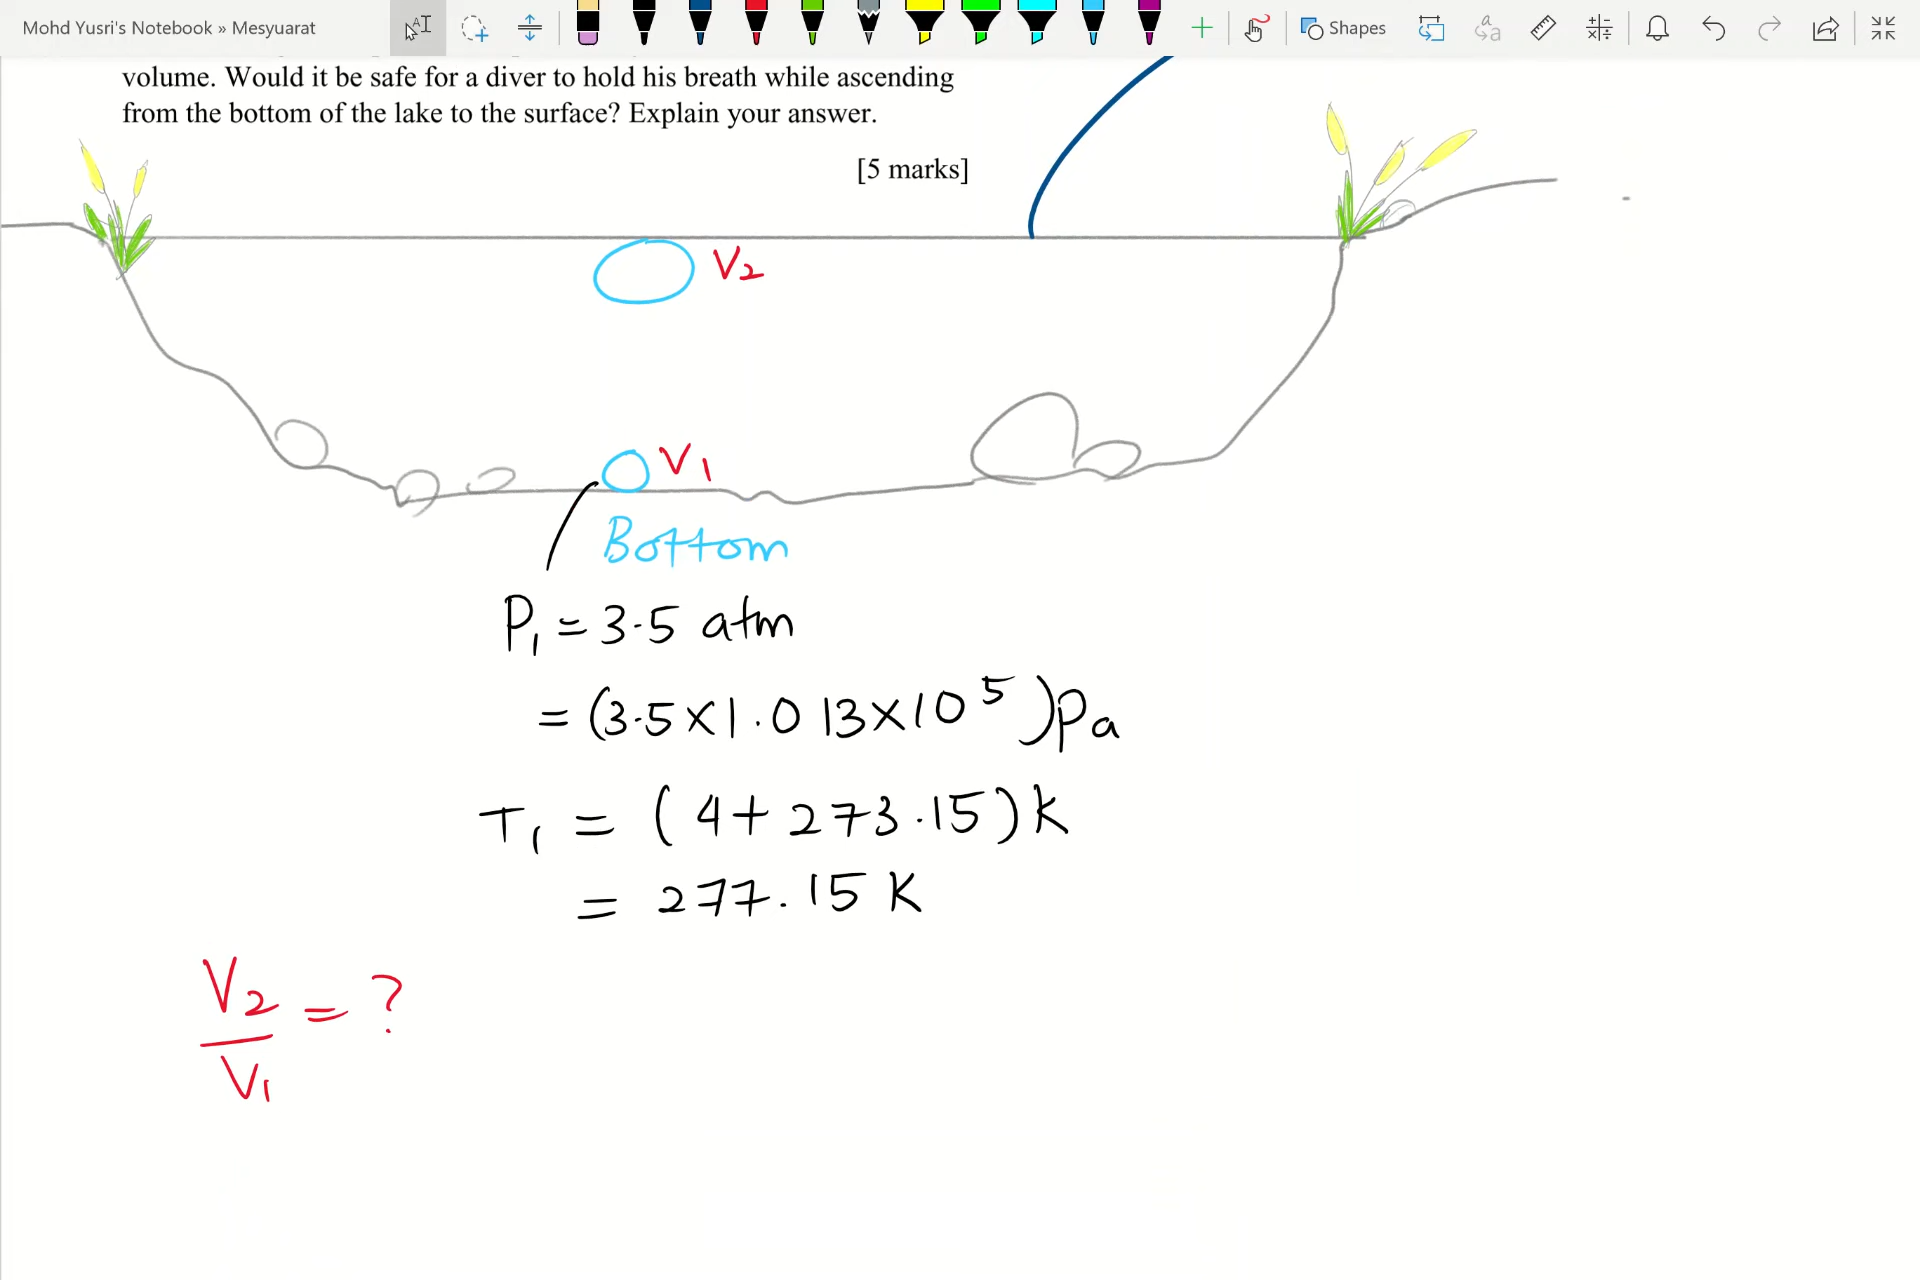 Mohd Yusri's Notebook » Mesyuarat
Shapes
volume. Would it be safe for a diver to hold his breath while ascending
from the bottom of the lake to the surface? Explain your answer.
[5 marks]
V2
V1
Bottom
P1 = 3.5 atm
= (3.5×1.013×10^5) Pa
T1 = (4+273.15) K
= 277.15 K
V2/V1 = ?